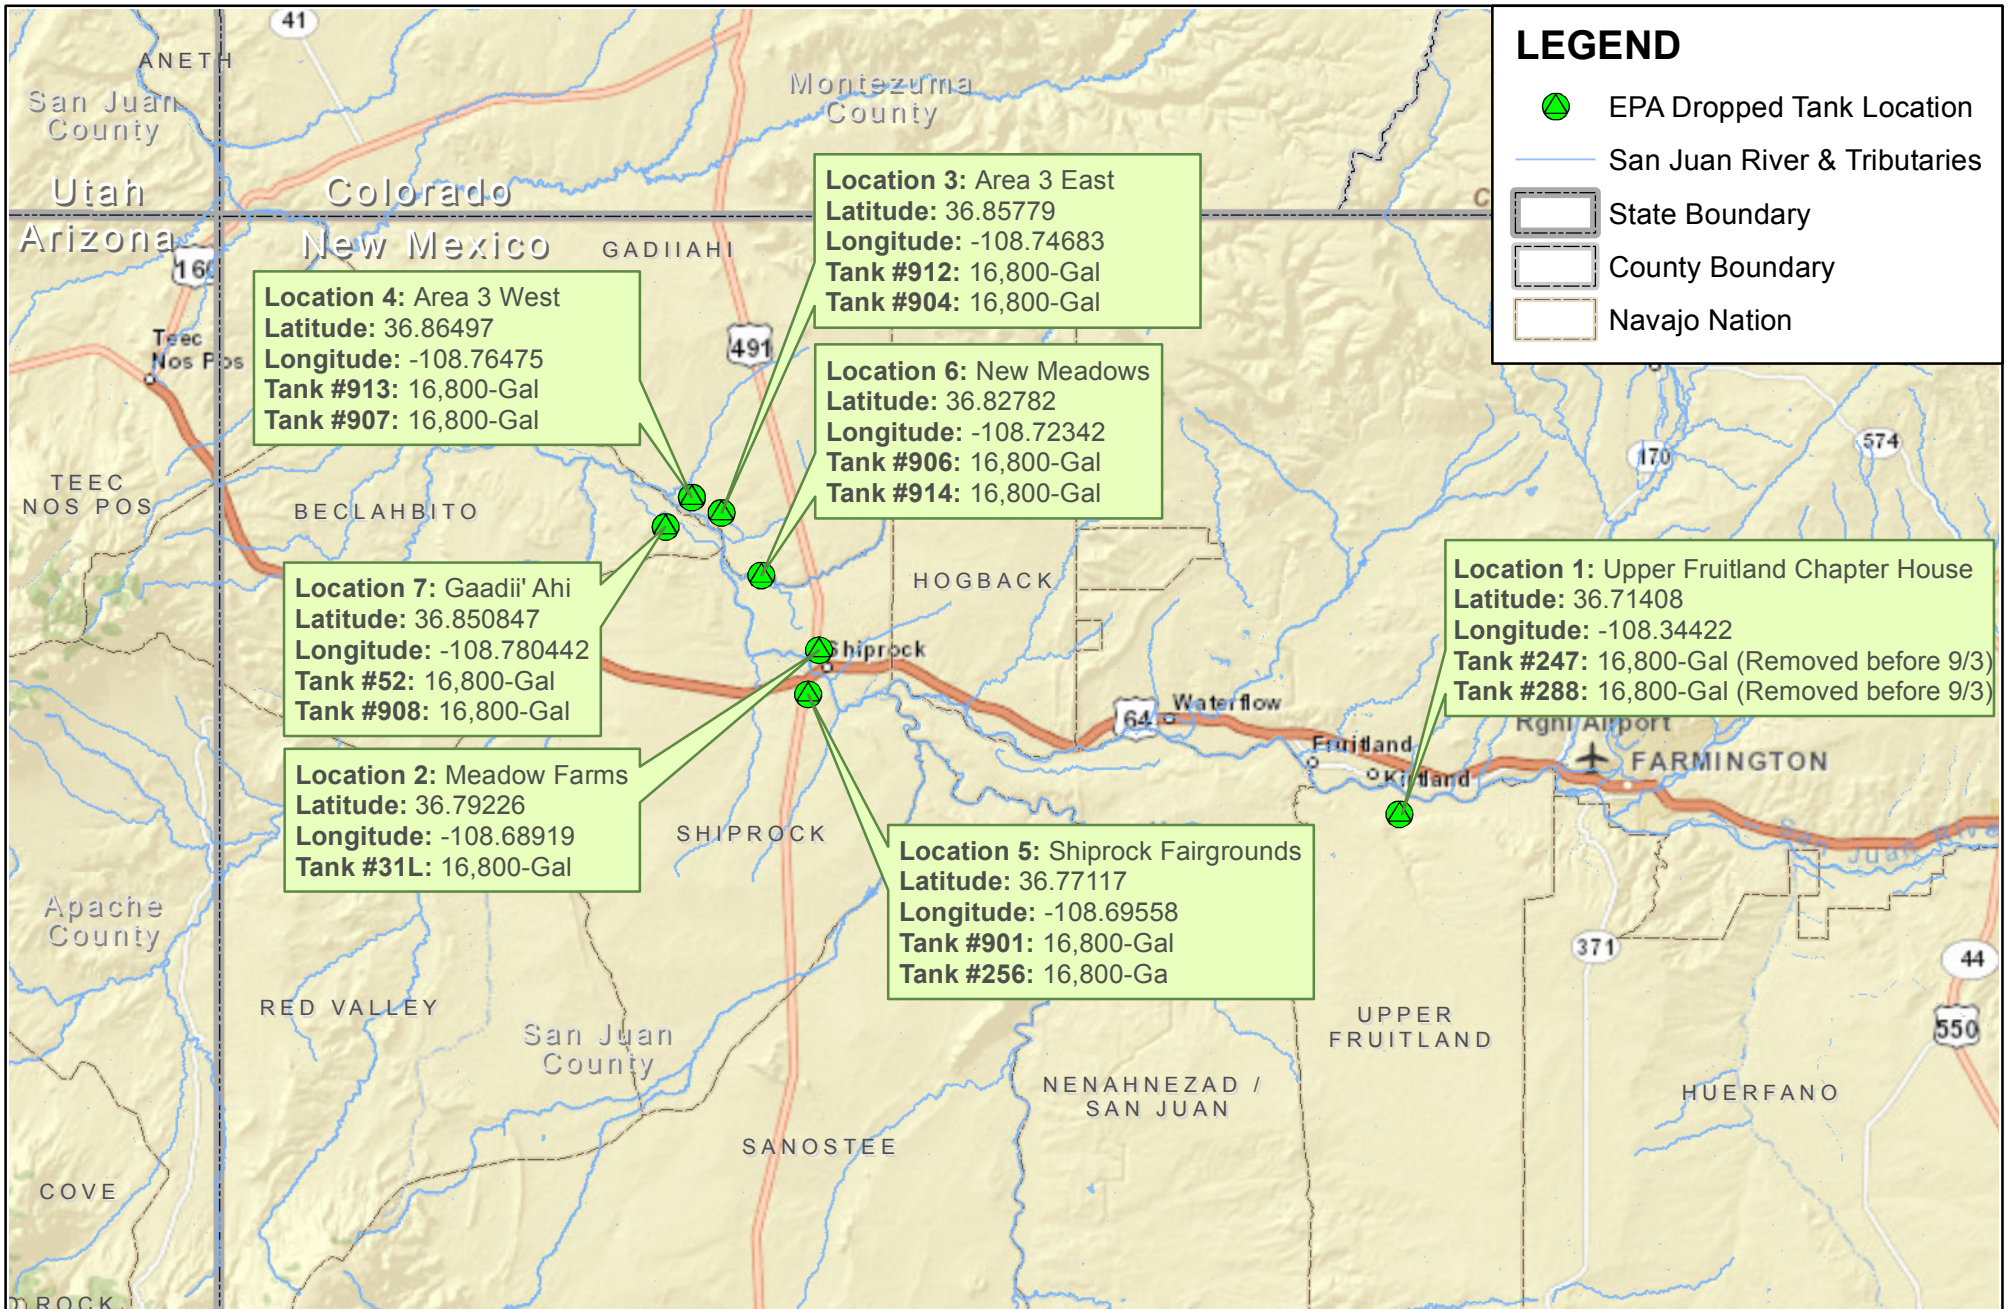 LEGEND
EPA Dropped Tank Location
San Juan River & Tributaries
State Boundary
County Boundary
Navajo Nation
41
ANETH
San Juan
County
Montezuma
County
Utah
Colorado
Arizona
New Mexico
C
160
GADIIAHI
Location 3: Area 3 East
Latitude: 36.85779
Longitude: -108.74683
Tank #912: 16,800-Gal
Tank #904: 16,800-Gal
Location 4: Area 3 West
Latitude: 36.86497
Longitude: -108.76475
Tank #913: 16,800-Gal
Tank #907: 16,800-Gal
Teec
Nos Pos
491
Location 6: New Meadows
Latitude: 36.82782
Longitude: -108.72342
Tank #906: 16,800-Gal
Tank #914: 16,800-Gal
574
170
TEEC
NOS POS
BECLAHBITO
HOGBACK
Location 1: Upper Fruitland Chapter House
Latitude: 36.71408
Longitude: -108.34422
Tank #247: 16,800-Gal (Removed before 9/3)
Tank #288: 16,800-Gal (Removed before 9/3)
Location 7: Gaadii' Ahi
Latitude: 36.850847
Longitude: -108.780442
Tank #52: 16,800-Gal
Tank #908: 16,800-Gal
Shiprock
64
Waterflow
Rgnl Airport
Fruitland
Kirtland
FARMINGTON
Location 2: Meadow Farms
Latitude: 36.79226
Longitude: -108.68919
Tank #31L: 16,800-Gal
SHIPROCK
San Juan River
Location 5: Shiprock Fairgrounds
Latitude: 36.77117
Longitude: -108.69558
Tank #901: 16,800-Gal
Tank #256: 16,800-Ga
Apache
County
371
44
RED VALLEY
San Juan
County
UPPER
FRUITLAND
550
NENAHNEZAD /
SAN JUAN
HUERFANO
SANOSTEE
COVE
ROCK